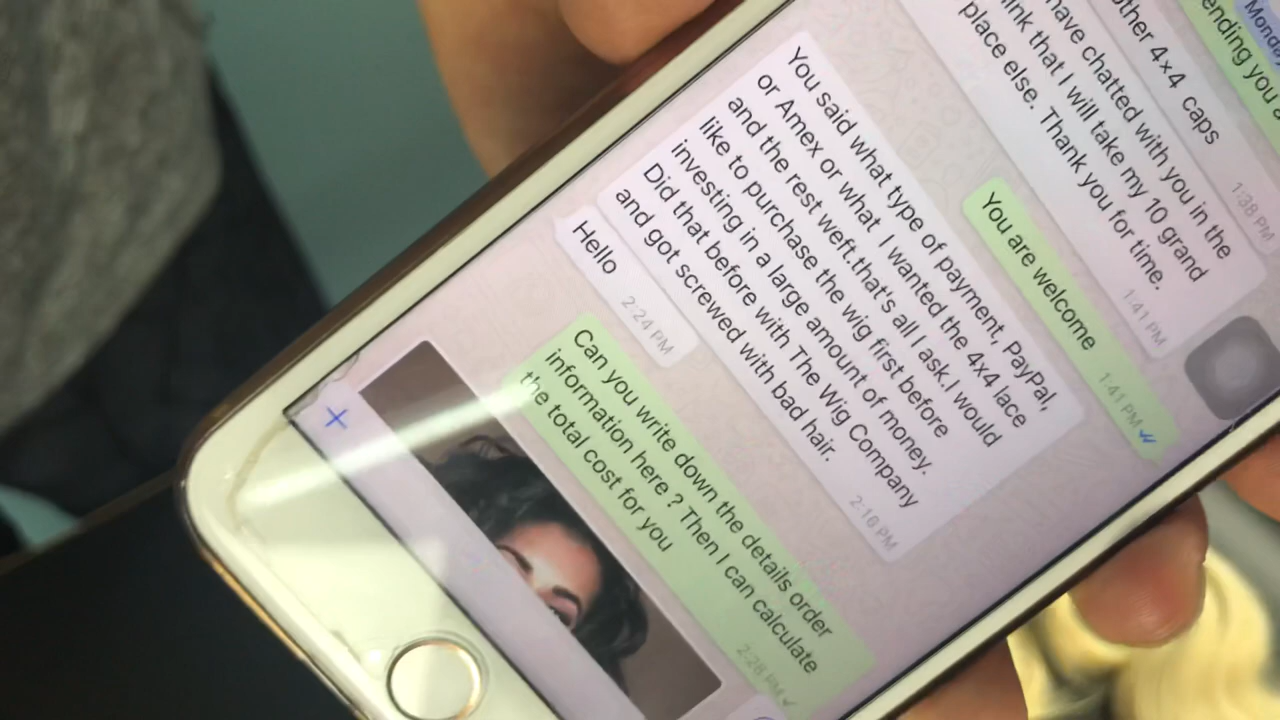 Monday
ending you a
other 4×4 caps
1:38 PM
have chatted with you in the
ink that I will take my 10 grand
place else. Thank you for time.
1:41 PM
You are welcome
1:41 PM
You said what type of payment, PayPal,
or Amex or what I wanted the 4x4 lace
and the rest weft.that's all I ask.I would
like to purchase the wig first before
investing in a large amount of money.
Did that before with The Wig Company
and got screwed with bad hair.
2:16 PM
Hello
2:24 PM
Can you write down the details order
information here ? Then I can calculate
the total cost for you
2:28 PM